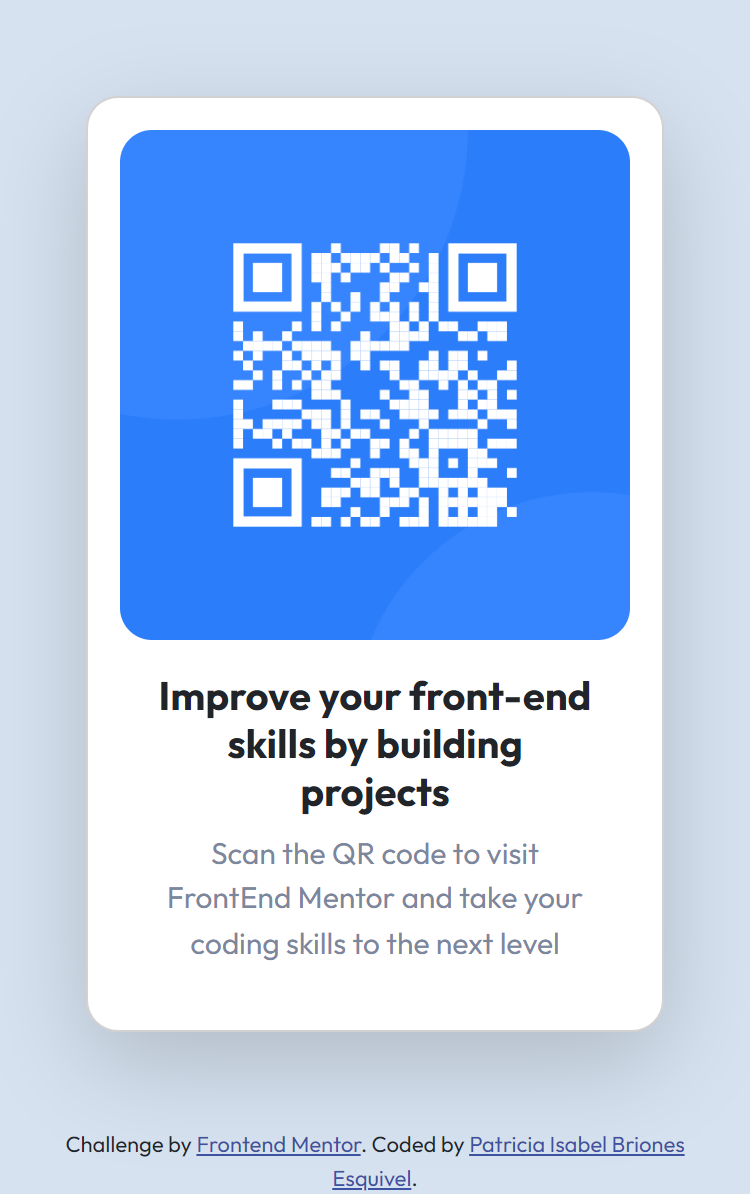 Improve your front-end
skills by building
projects
Scan the QR code to visit
FrontEnd Mentor and take your
coding skills to the next level
Challenge by Frontend Mentor. Coded by Patricia Isabel Briones
Esquivel.